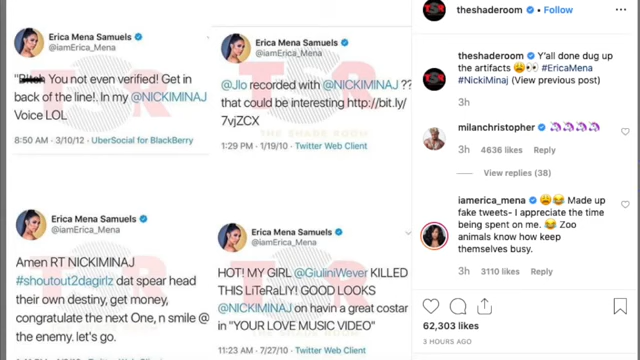 Erica Mena Samuels
@iamErica_Mena
"Bitch You not even verified! Get in
back of the line!. In my @NICKIMINAJ
Voice LOL
8:50 AM · 3/10/12 · UberSocial for BlackBerry
Erica Mena Samuels
@iamErica_Mena
@Jlo recorded with @NICKIMINAJ ??
that could be interesting http://bit.ly/
7vjZCX
1:29 PM · 1/19/10 · Twitter Web Client
Erica Mena Samuels
@iamErica_Mena
Amen RT NICKIMINAJ
#shoutout2dagirlz dat spear head
their own destiny, get money,
congratulate the next One, n smile @
the enemy. let's go.
Erica Mena Samuels
@iamErica_Mena
HOT! MY GIRL @GiuliniWever KILLED
THIS LiTeRaLlY! GOOD LOOKS
@NICKIMINAJ on havin a great costar
in "YOUR LOVE MUSIC VIDEO"
11:23 AM · 7/27/10 · Twitter Web Client
TSR
THE SHADE ROOM
theshaderoom • Follow
theshaderoom Y'all done dug up
the artifacts 😩👀 #EricaMena
#NickiMinaj (View previous post)
3h
milanchristopher 🦄🦄🦄🦄
3h 4636 likes Reply
View replies (38)
iamerica_mena 😩😂 Made up
fake tweets- I appreciate the time
being spent on me. 😂 Zoo
animals know how keep
themselves busy.
3h 3110 likes Reply
62,303 likes
3 HOURS AGO